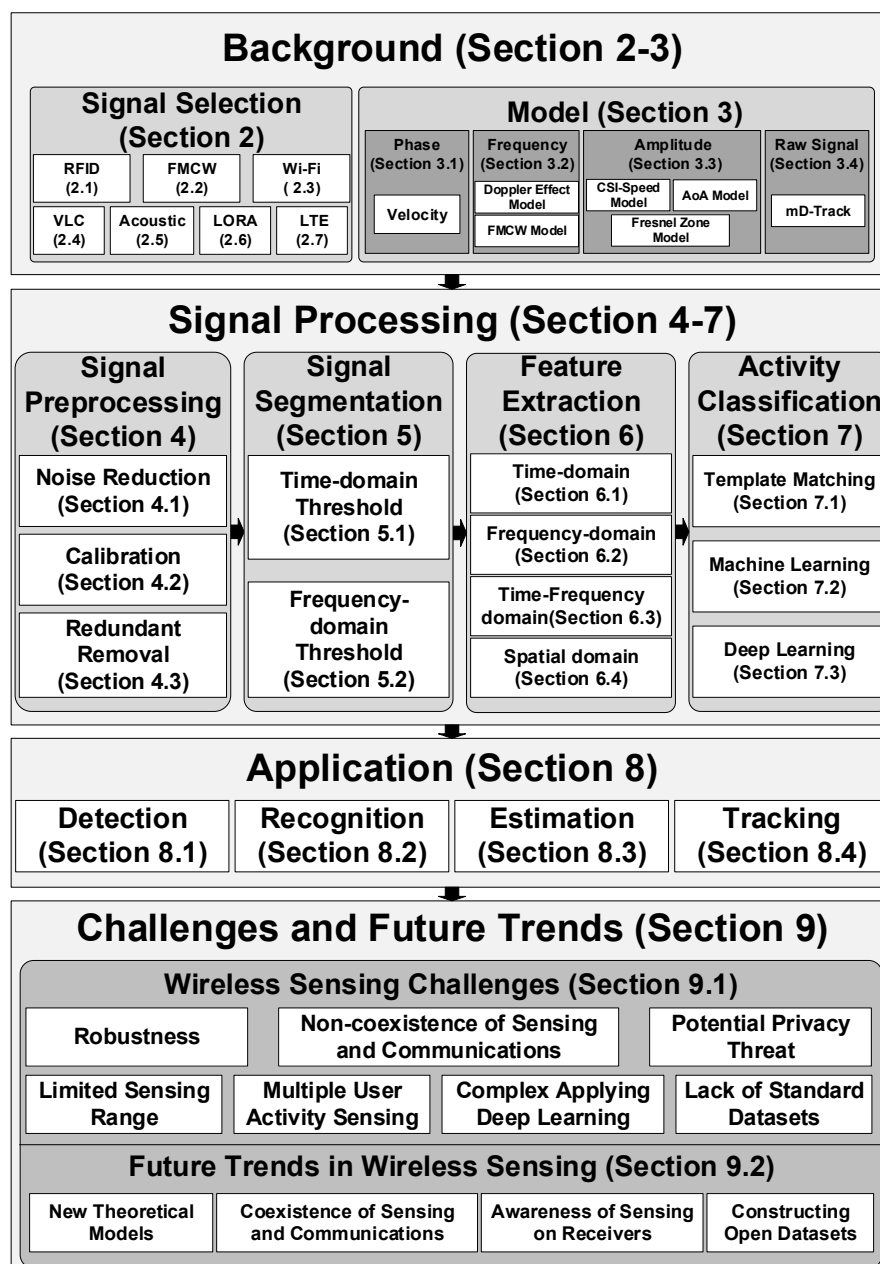 Background (Section 2-3)
Signal Selection
(Section 2)
RFID
(2.1)
FMCW
(2.2)
Wi-Fi
( 2.3)
VLC
(2.4)
Acoustic
(2.5)
LORA
(2.6)
LTE
(2.7)
Model (Section 3)
Phase
(Section 3.1)
Velocity
Frequency
(Section 3.2)
Doppler Effect
Model
FMCW Model
Amplitude
(Section 3.3)
CSI-Speed
Model
AoA Model
Fresnel Zone
Model
Raw Signal
(Section 3.4)
mD-Track
Signal Processing (Section 4-7)
Signal
Preprocessing
(Section 4)
Noise Reduction
(Section 4.1)
Calibration
(Section 4.2)
Redundant
Removal
(Section 4.3)
Signal
Segmentation
(Section 5)
Time-domain
Threshold
(Section 5.1)
Frequency-
domain
Threshold
(Section 5.2)
Feature
Extraction
(Section 6)
Time-domain
(Section 6.1)
Frequency-domain
(Section 6.2)
Time-Frequency
domain(Section 6.3)
Spatial domain
(Section 6.4)
Activity
Classification
(Section 7)
Template Matching
(Section 7.1)
Machine Learning
(Section 7.2)
Deep Learning
(Section 7.3)
Application (Section 8)
Detection
(Section 8.1)
Recognition
(Section 8.2)
Estimation
(Section 8.3)
Tracking
(Section 8.4)
Challenges and Future Trends (Section 9)
Wireless Sensing Challenges (Section 9.1)
Robustness
Non-coexistence of Sensing
and Communications
Potential Privacy
Threat
Limited Sensing
Range
Multiple User
Activity Sensing
Complex Applying
Deep Learning
Lack of Standard
Datasets
Future Trends in Wireless Sensing (Section 9.2)
New Theoretical
Models
Coexistence of Sensing
and Communications
Awareness of Sensing
on Receivers
Constructing
Open Datasets